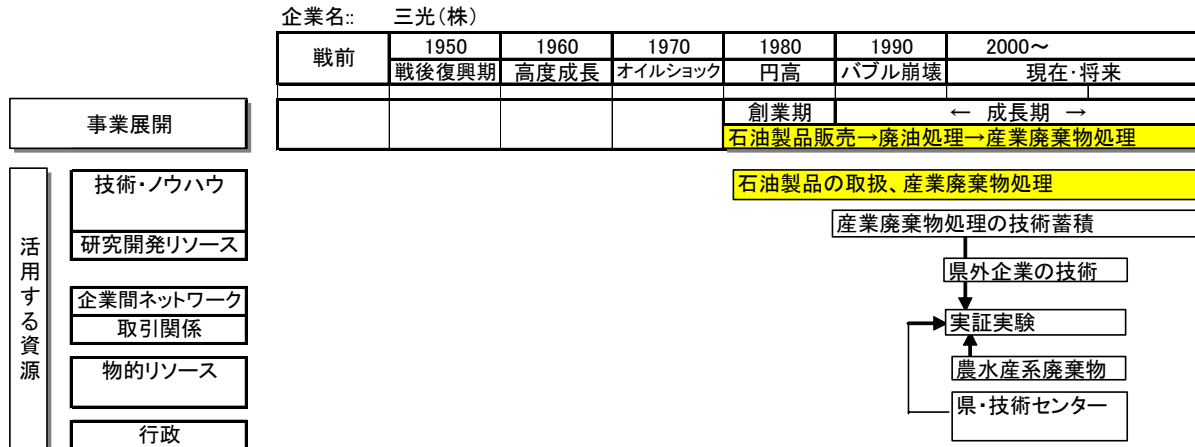 企業名:: 三光(株)
戦前 1950 1960 1970 1980 1990 2000～
戦後復興期 高度成長 オイルショック 円高 バブル崩壊 現在・将来
事業展開 創業期 ← 成長期 →
石油製品販売→廃油処理→産業廃棄物処理
活用する資源
技術・ノウハウ 石油製品の取扱、産業廃棄物処理
産業廃棄物処理の技術蓄積
研究開発リソース
県外企業の技術
企業間ネットワーク
取引関係 実証実験
物的リソース 農水産系廃棄物
県・技術センター
行政